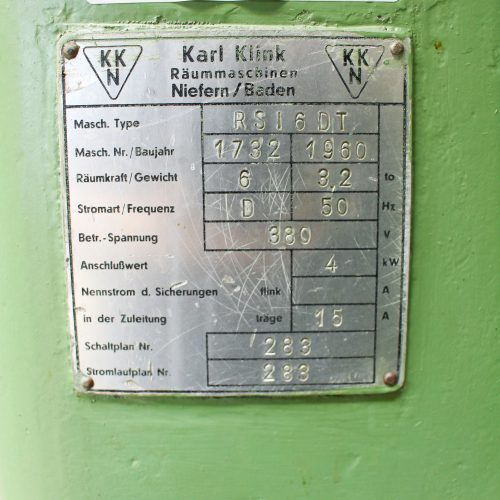 KK N Karl Klink KK N
Räummaschinen
Niefern/Baden
Masch. Type RSI6DT
Masch. Nr./Baujahr 1732 1960
Räumkraft/Gewicht 6 3,2 to
Stromart/Frequenz D 50 Hz
Betr.-Spannung 380 V
Anschlußwert 4 kW
Nennstrom d. Sicherungen flink A
in der Zuleitung träge 15 A
Schaltplan Nr. 283
Stromlaufplan Nr. 283